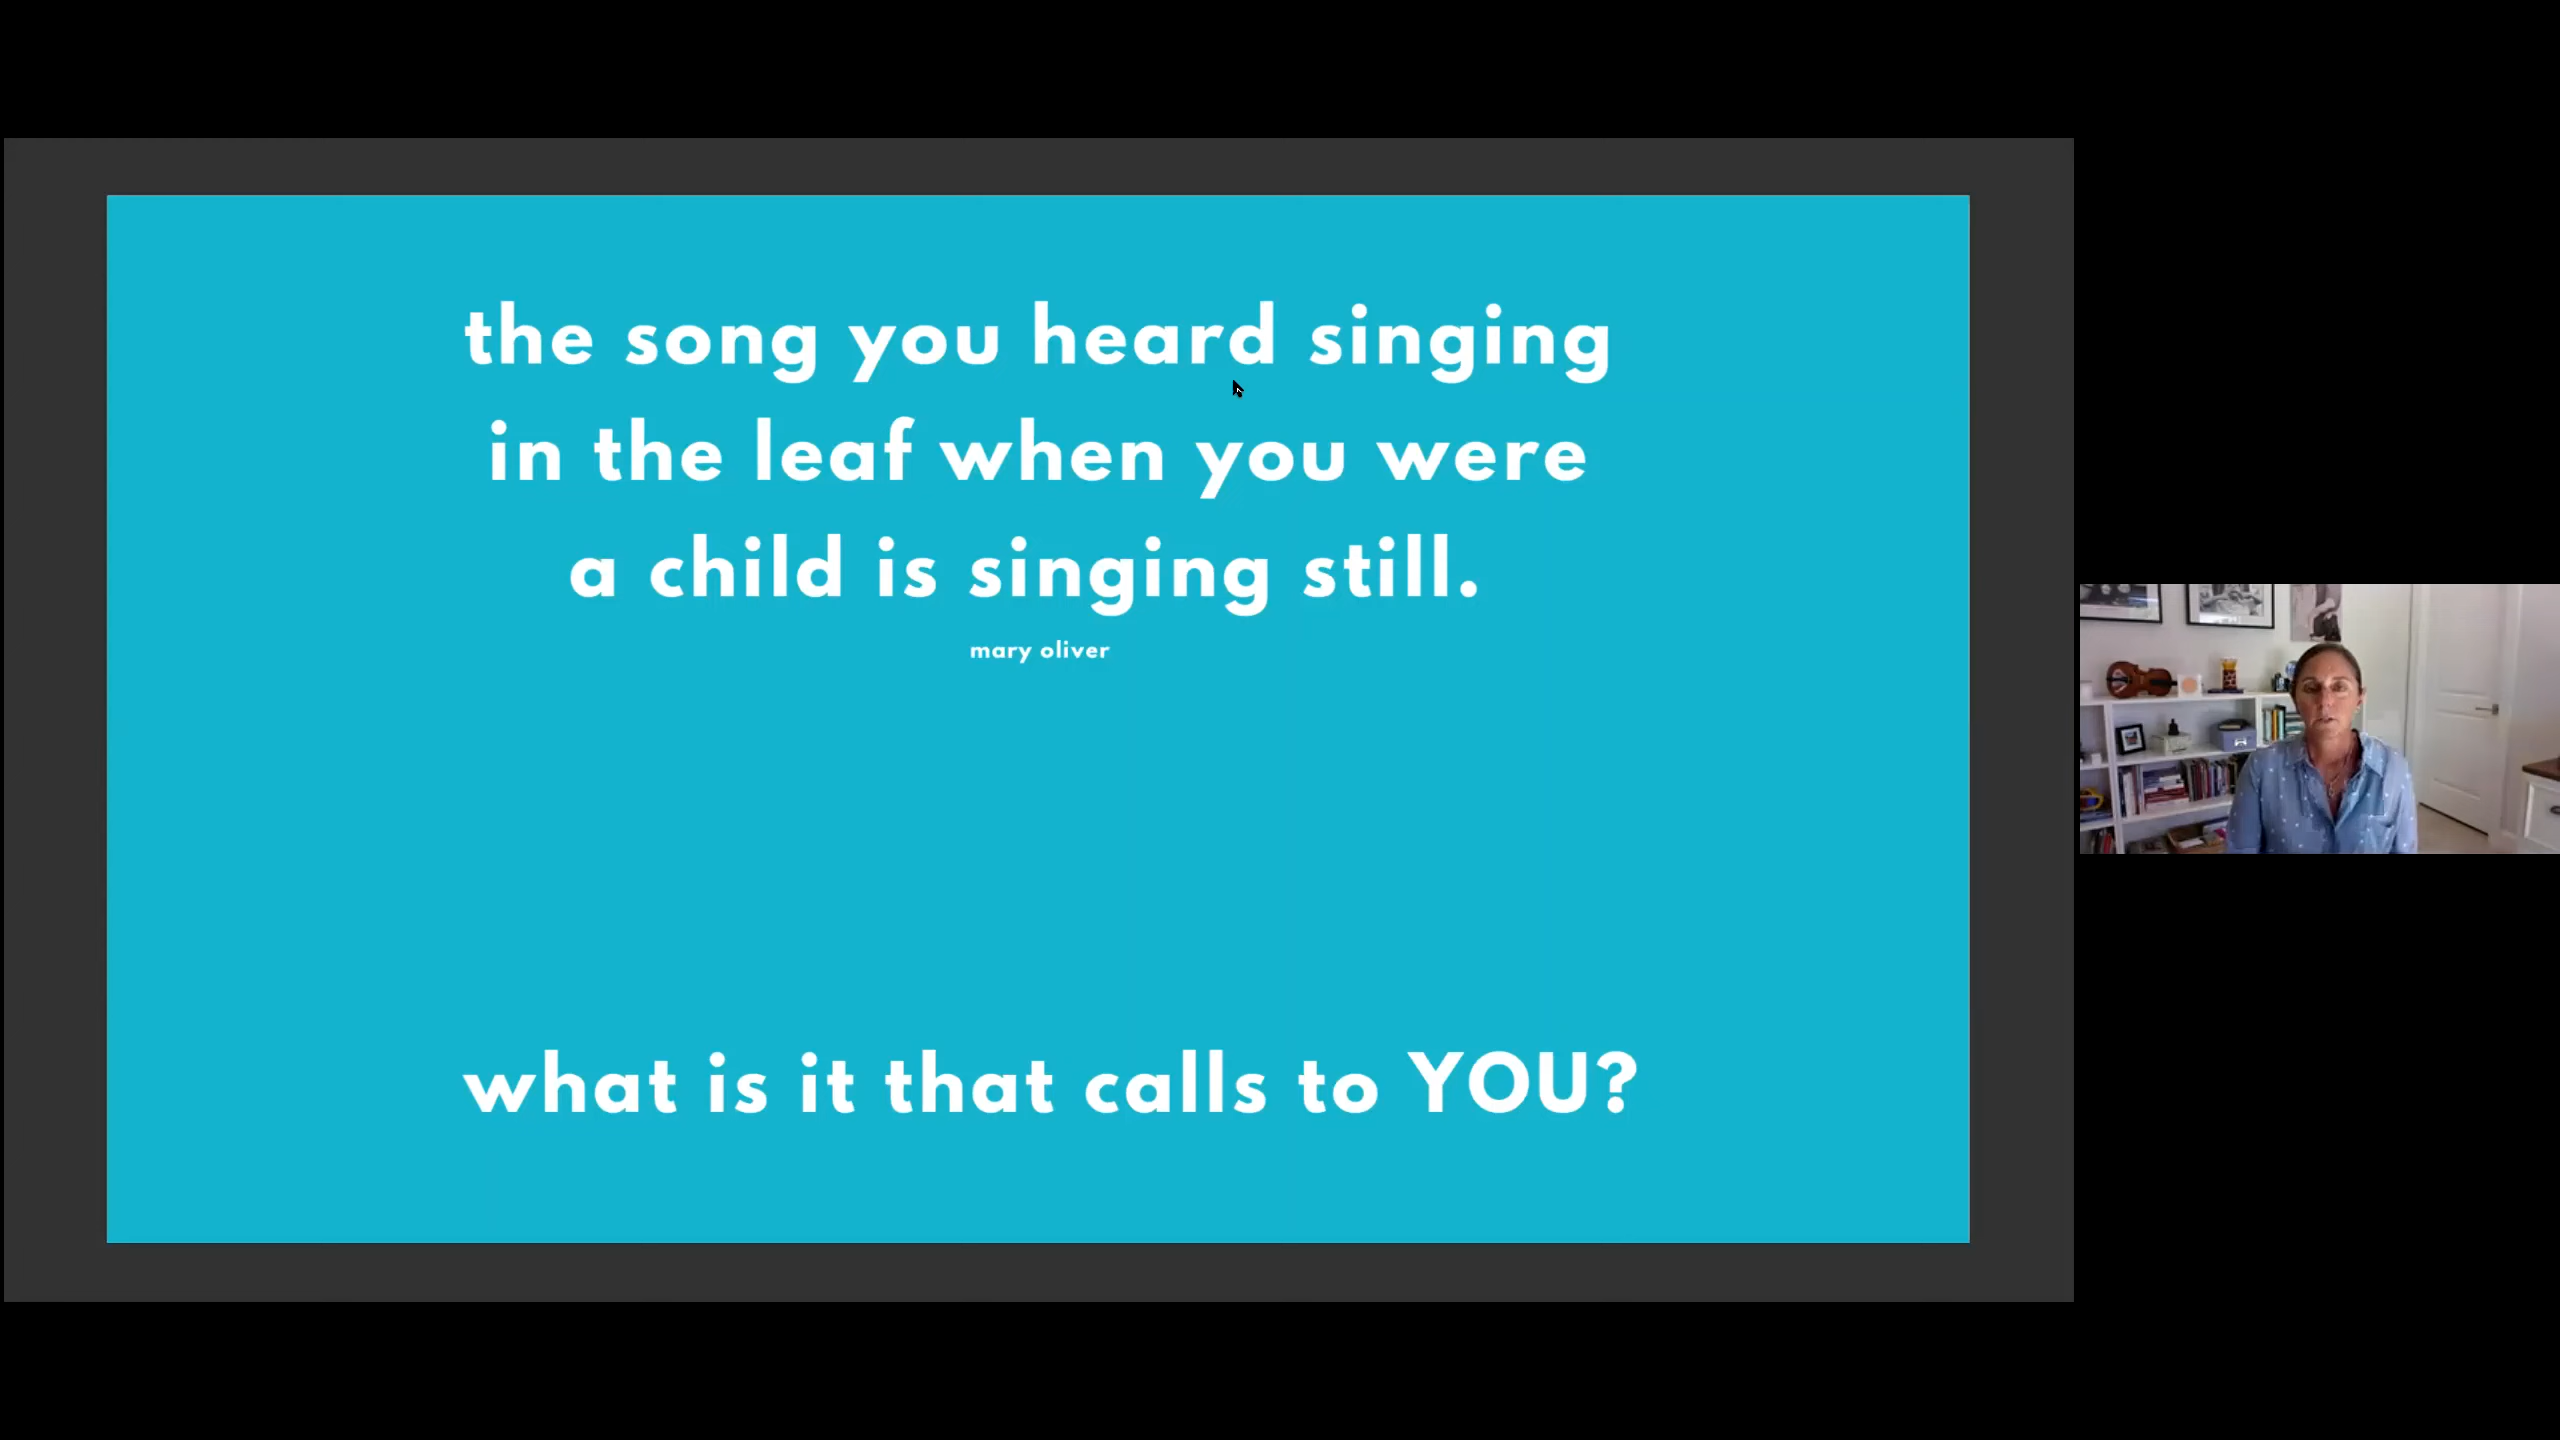 the song you heard singing
in the leaf when you were
a child is singing still.
mary oliver
what is it that calls to YOU?